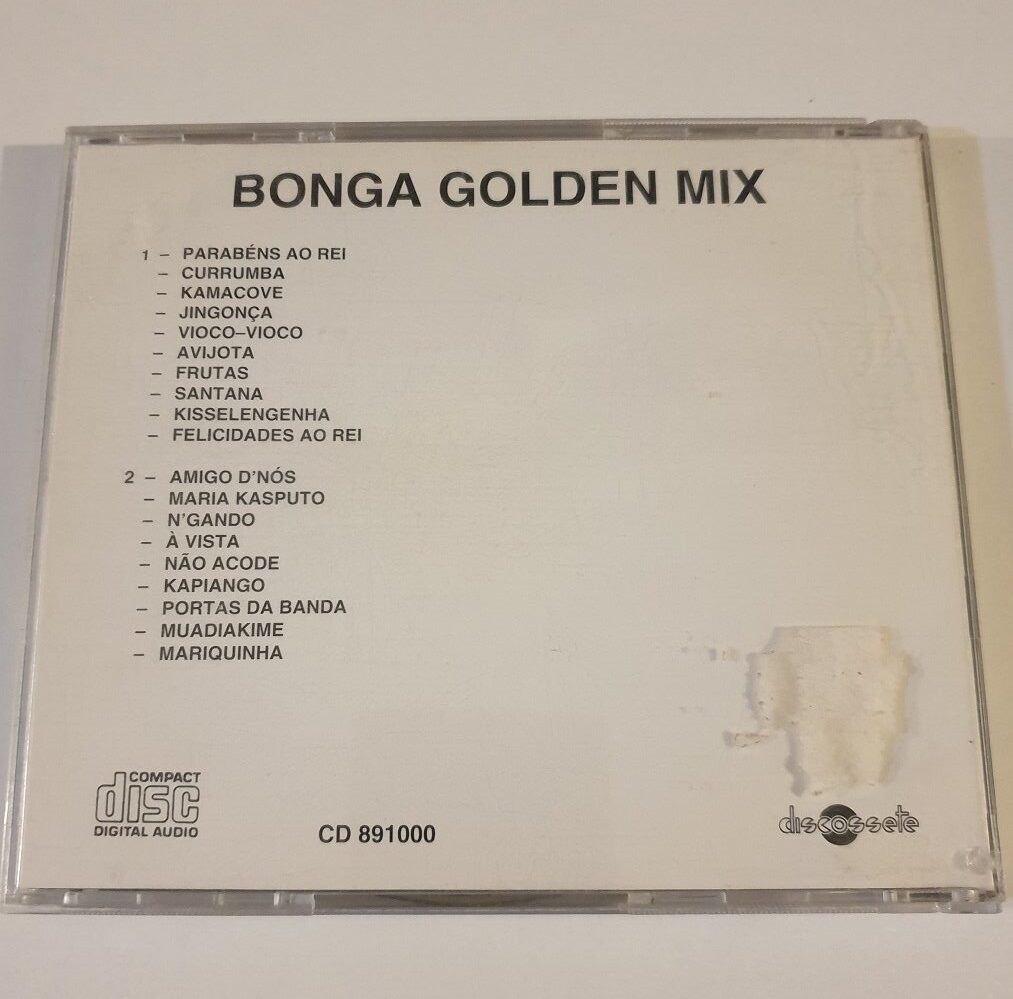 BONGA GOLDEN MIX
1 – PARABÉNS AO REI
– CURRUMBA
– KAMACOVE
– JINGONÇA
– VIOCO–VIOCO
– AVIJOTA
– FRUTAS
– SANTANA
– KISSELENGENHA
– FELICIDADES AO REI
2 – AMIGO D'NÓS
– MARIA KASPUTO
– N'GANDO
– À VISTA
– NÃO ACODE
– KAPIANGO
– PORTAS DA BANDA
– MUADIAKIME
– MARIQUINHA
COMPACT
disc
DIGITAL AUDIO
CD 891000
discossete